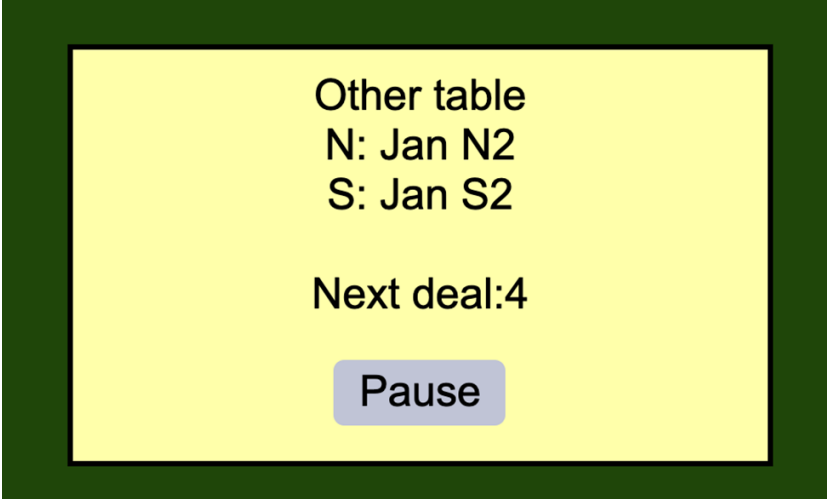 Other table
N: Jan N2
S: Jan S2
Next deal:4
Pause